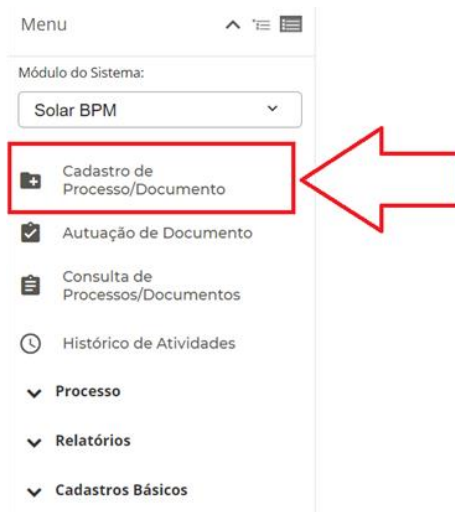 Menu
Módulo do Sistema:
Solar BPM
Cadastro de
Processo/Documento
Autuação de Documento
Consulta de
Processos/Documentos
Histórico de Atividades
Processo
Relatórios
Cadastros Básicos